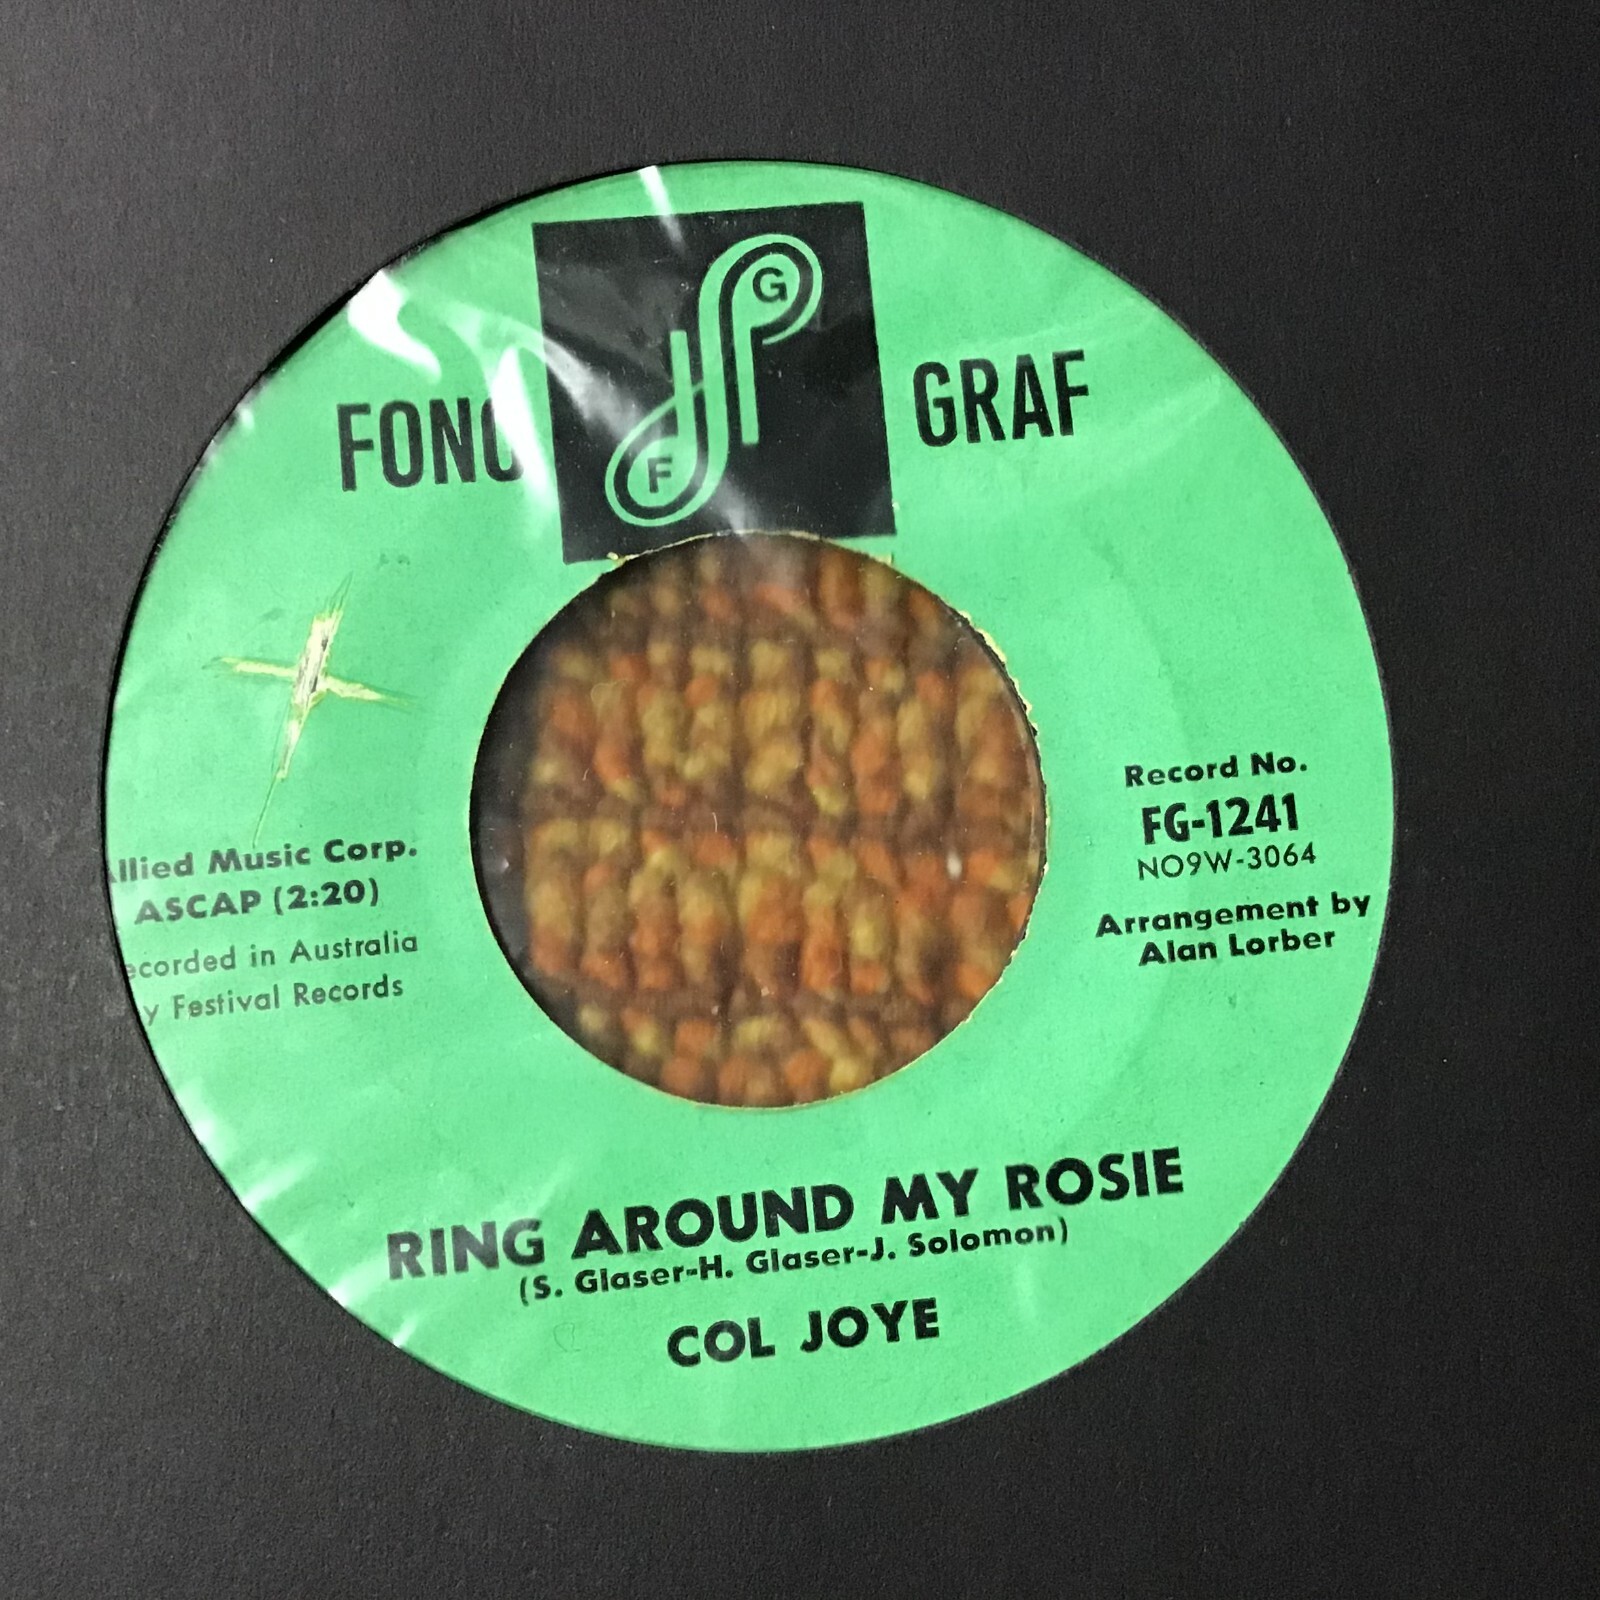 FONO
GRAF
G
F
Record No.
FG-1241
NO9W-3064
Arrangement by
Alan Lorber
llied Music Corp.
ASCAP (2:20)
ecorded in Australia
y Festival Records
RING AROUND MY ROSIE
(S. Glaser-H. Glaser-J. Solomon)
COL JOYE